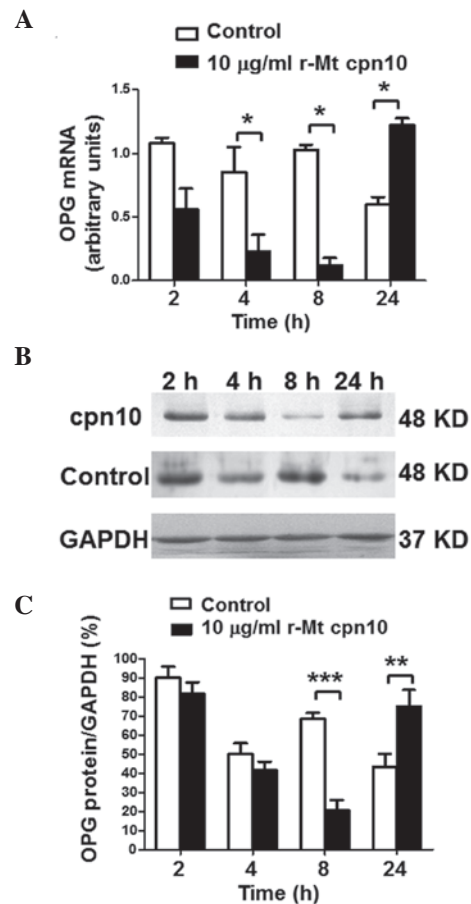 A
Control
10 µg/ml r-Mt cpn10
OPG mRNA
(arbitrary units)
1.5
1.0
0.5
0.0
* * *
2 4 8 24
Time (h)
B
2 h 4 h 8 h 24 h
cpn10 48 KD
Control 48 KD
GAPDH 37 KD
C
Control
10 µg/ml r-Mt cpn10
OPG protein/GAPDH (%)
100
90
80
70
60
50
40
30
20
10
0
*** **
2 4 8 24
Time (h)